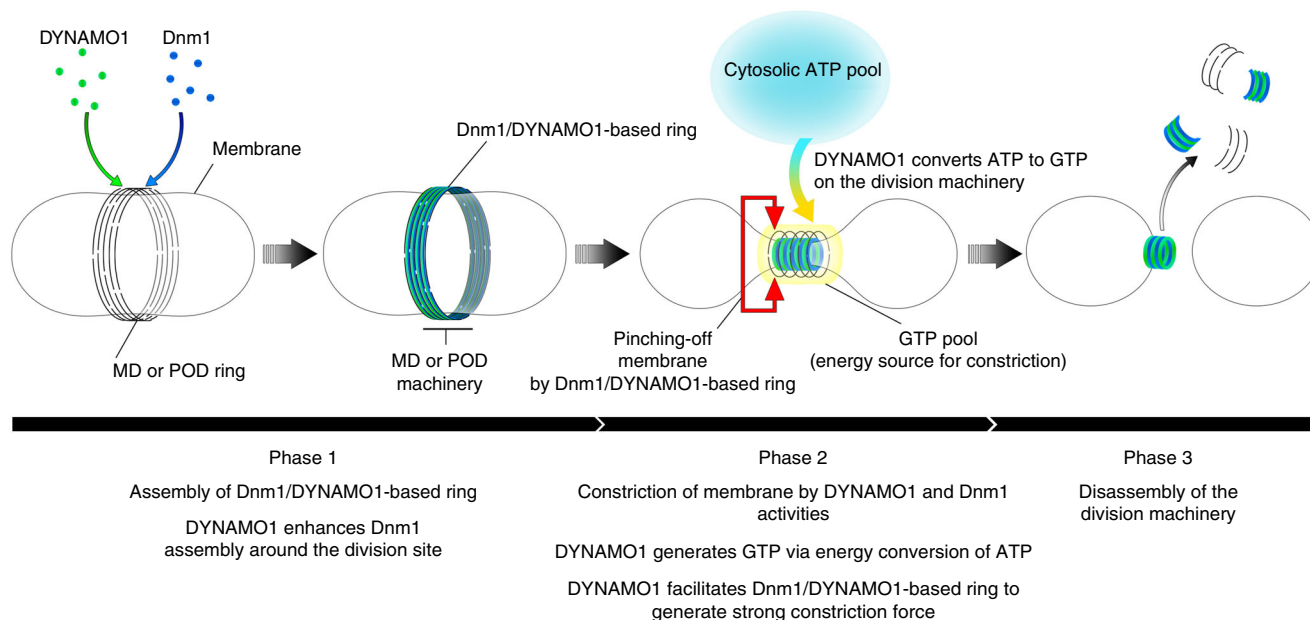 DYNAMO1
Dnm1
Membrane
MD or POD ring
Dnm1/DYNAMO1-based ring
MD or POD
machinery
Cytosolic ATP pool
DYNAMO1 converts ATP to GTP
on the division machinery
Pinching-off
membrane
by Dnm1/DYNAMO1-based ring
GTP pool
(energy source for constriction)
Phase 1
Assembly of Dnm1/DYNAMO1-based ring
DYNAMO1 enhances Dnm1
assembly around the division site
Phase 2
Constriction of membrane by DYNAMO1 and Dnm1
activities
DYNAMO1 generates GTP via energy conversion of ATP
DYNAMO1 facilitates Dnm1/DYNAMO1-based ring to
generate strong constriction force
Phase 3
Disassembly of the
division machinery